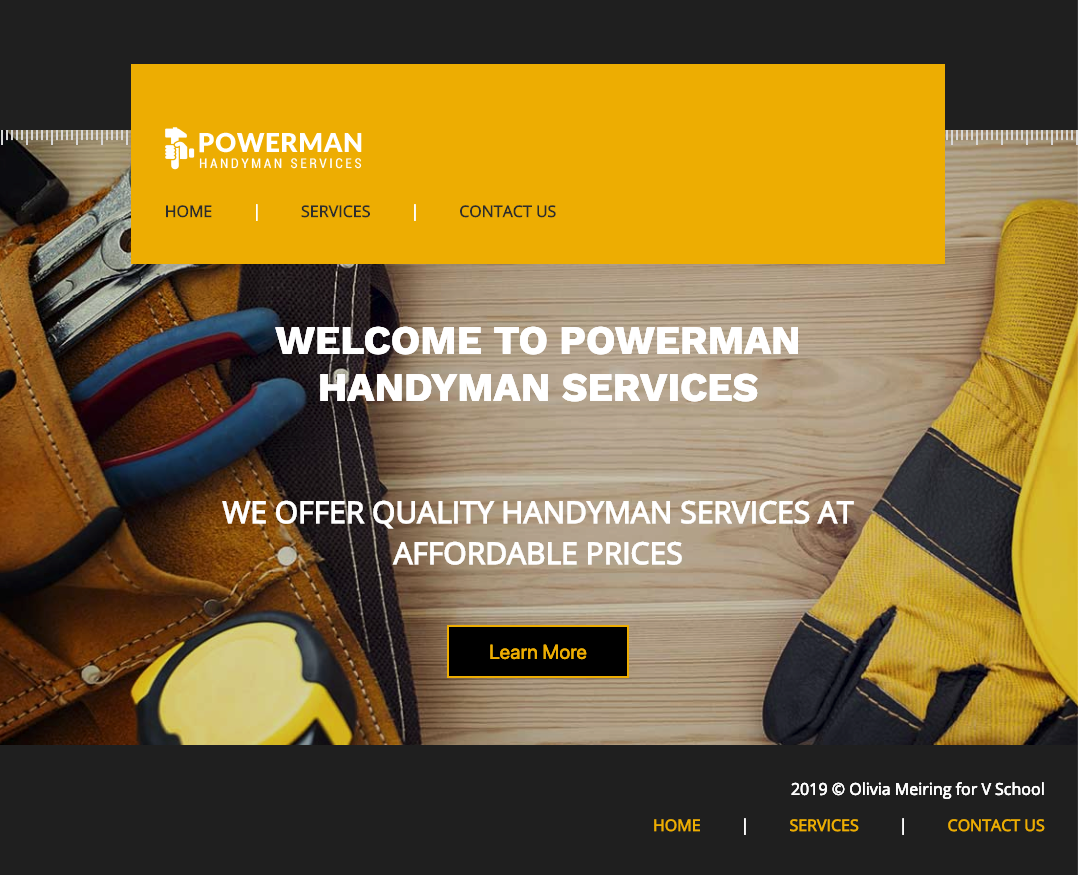 POWERMAN
HANDYMAN SERVICES
HOME | SERVICES | CONTACT US
WELCOME TO POWERMAN
HANDYMAN SERVICES
WE OFFER QUALITY HANDYMAN SERVICES AT
AFFORDABLE PRICES
Learn More
2019 © Olivia Meiring for V School
HOME | SERVICES | CONTACT US